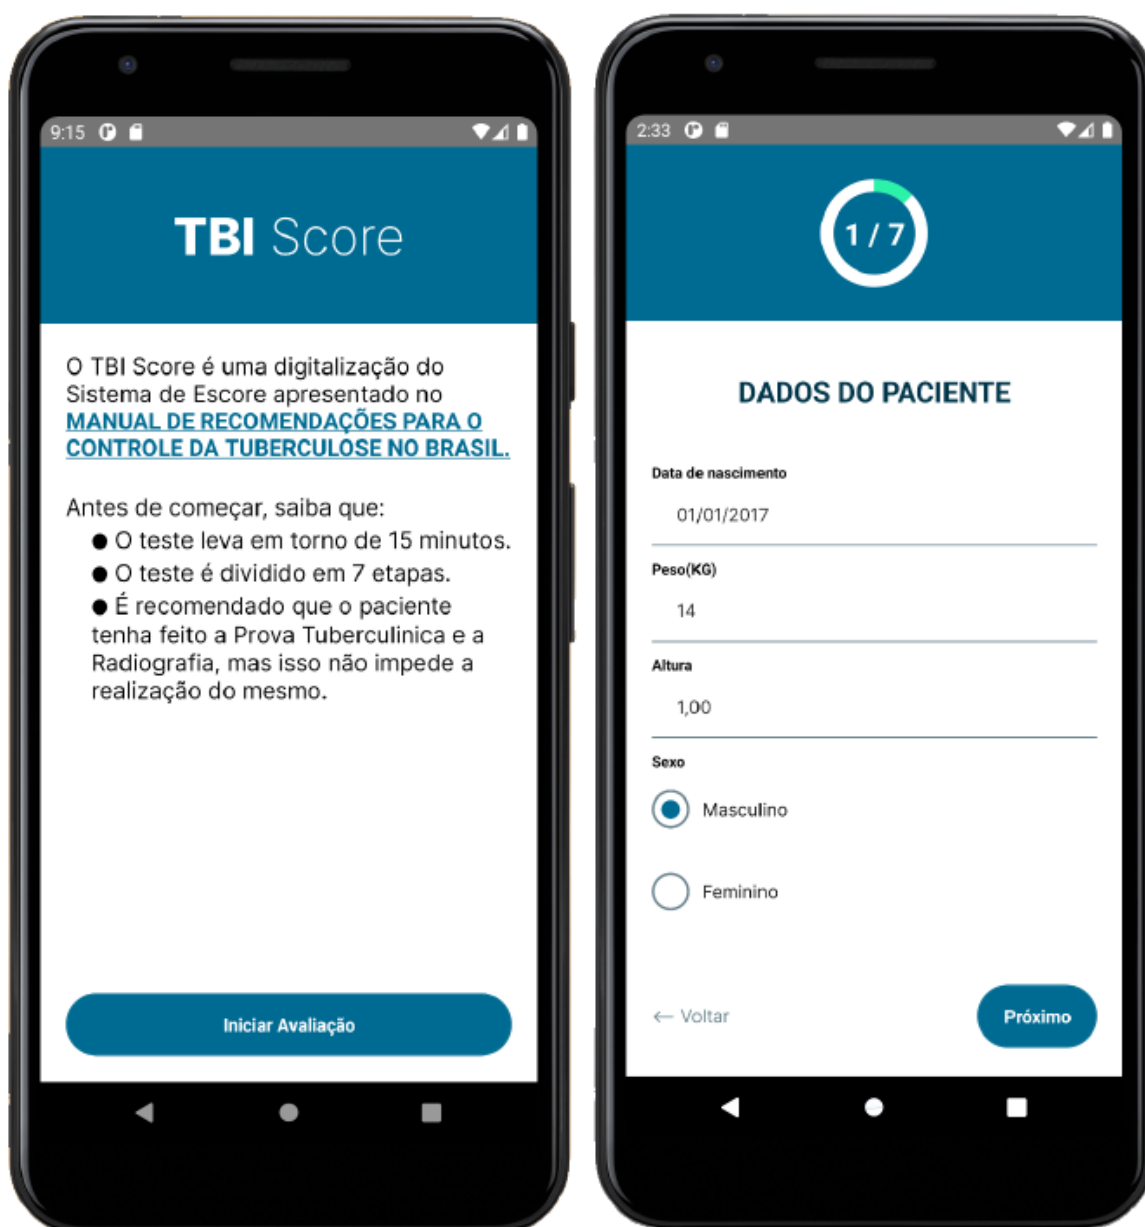 9:15
TBI Score
O TBI Score é uma digitalização do
Sistema de Escore apresentado no
MANUAL DE RECOMENDAÇÕES PARA O
CONTROLE DA TUBERCULOSE NO BRASIL.
Antes de começar, saiba que:
● O teste leva em torno de 15 minutos.
● O teste é dividido em 7 etapas.
● É recomendado que o paciente
tenha feito a Prova Tuberculinica e a
Radiografia, mas isso não impede a
realização do mesmo.
Iniciar Avaliação
2:33
1 / 7
DADOS DO PACIENTE
Data de nascimento
01/01/2017
Peso(KG)
14
Altura
1,00
Sexo
Masculino
Feminino
← Voltar
Próximo